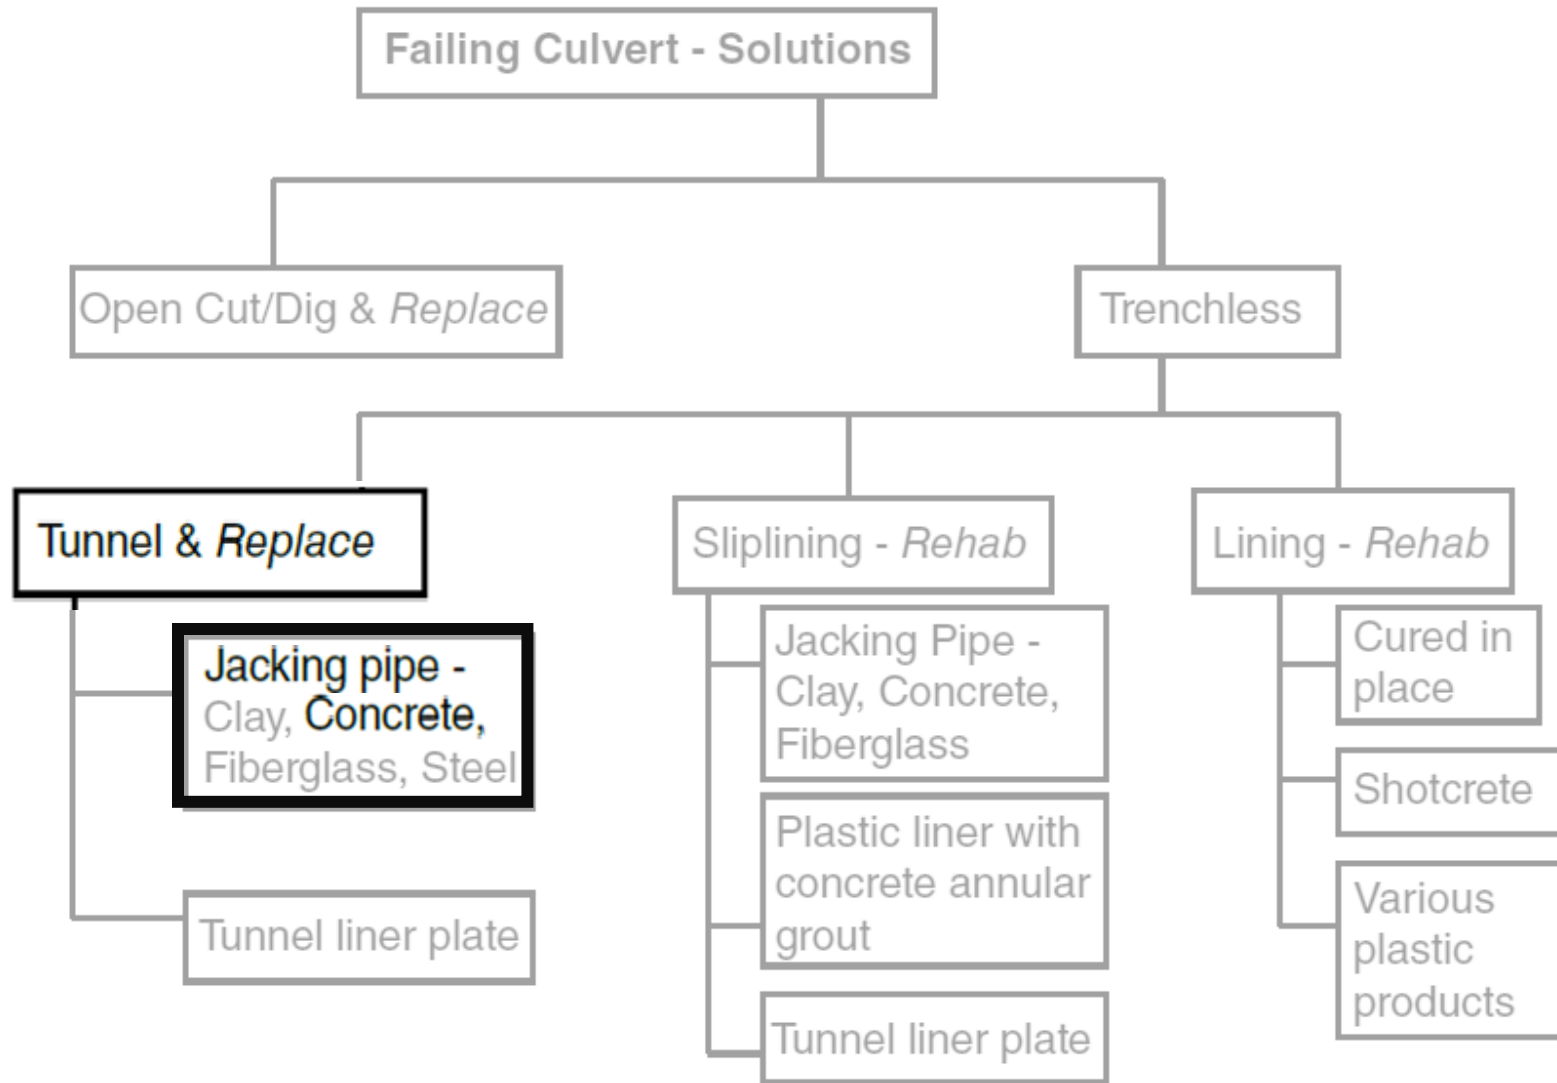 Failing Culvert - Solutions
Open Cut/Dig & Replace
Trenchless
Tunnel & Replace
Jacking pipe -
Clay, Concrete,
Fiberglass, Steel
Tunnel liner plate
Sliplining - Rehab
Jacking Pipe -
Clay, Concrete,
Fiberglass
Plastic liner with
concrete annular
grout
Tunnel liner plate
Lining - Rehab
Cured in
place
Shotcrete
Various
plastic
products